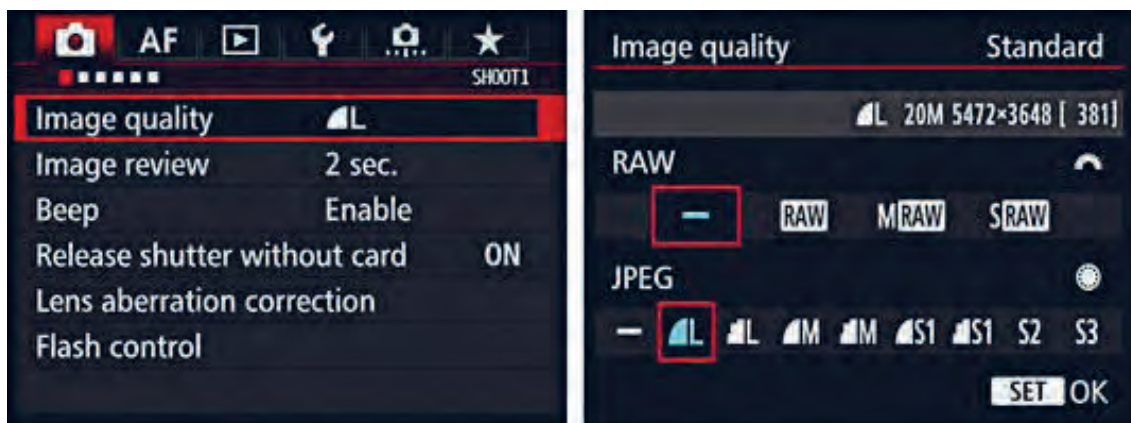 AF
SHOOT1
Image quality L
Image review 2 sec.
Beep Enable
Release shutter without card ON
Lens aberration correction
Flash control
Image quality Standard
L 20M 5472×3648 [ 381]
RAW
— RAW MRAW SRAW
JPEG
— L L M M S1 S1 S2 S3
SET OK